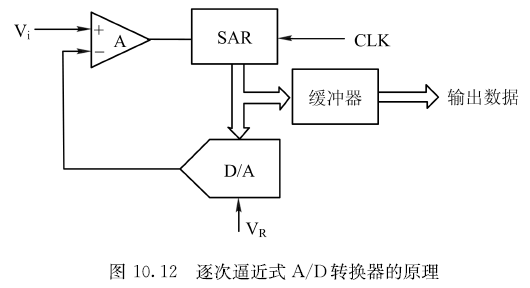 Vi
+
A
−
SAR
CLK
缓冲器
输出数据
D/A
VR
图 10.12 逐次逼近式 A/D 转换器的原理